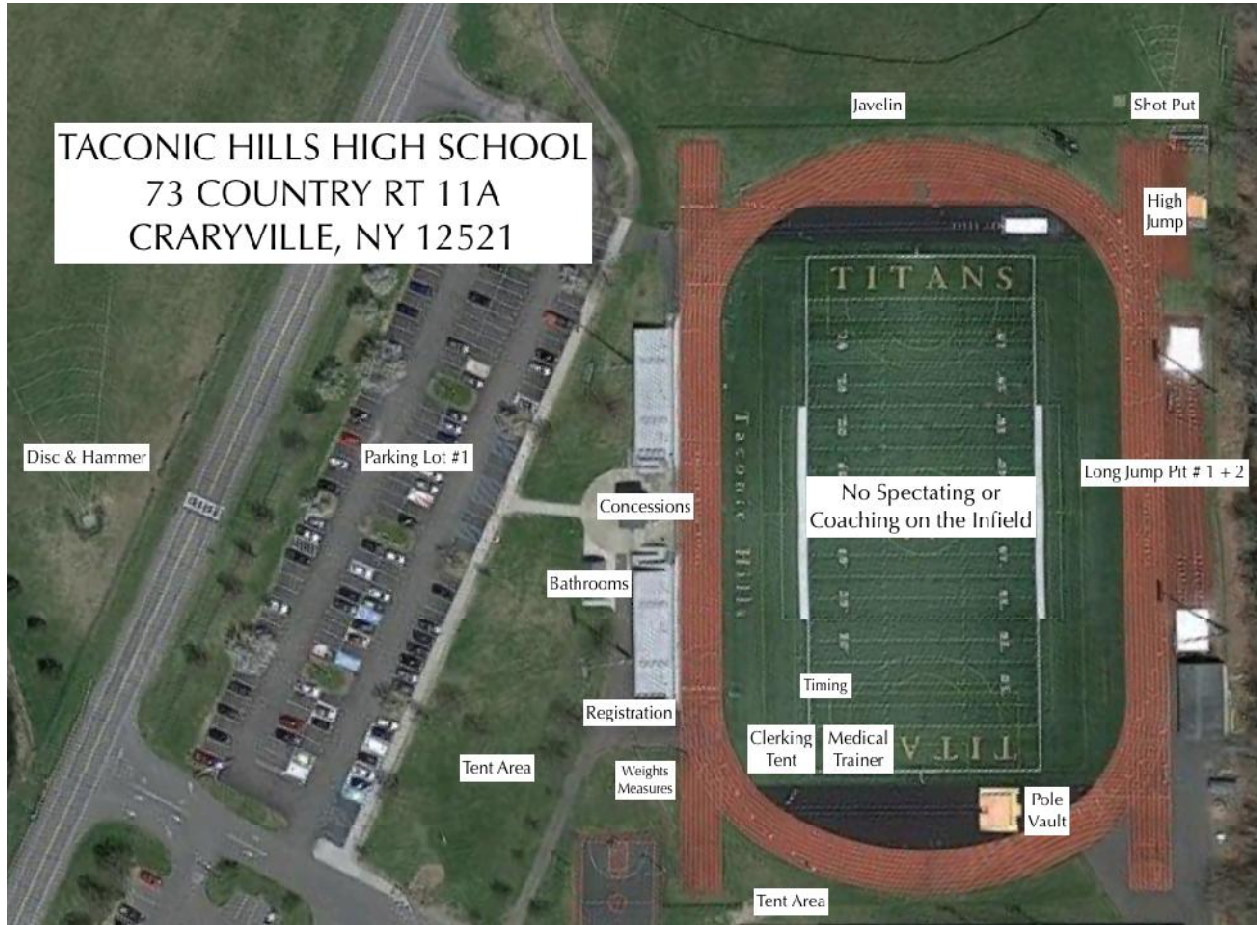 TACONIC HILLS HIGH SCHOOL
73 COUNTRY RT 11A
CRARYVILLE, NY 12521
Javelin
Shot Put
High
Jump
TITANS
Taconic Hills
Disc & Hammer
Parking Lot #1
Long Jump Pit # 1 + 2
Concessions
No Spectating or
Coaching on the Infield
Bathrooms
Timing
Registration
Clerking
Tent
Medical
Trainer
TITA
Tent Area
Weights
Measures
Pole
Vault
Tent Area